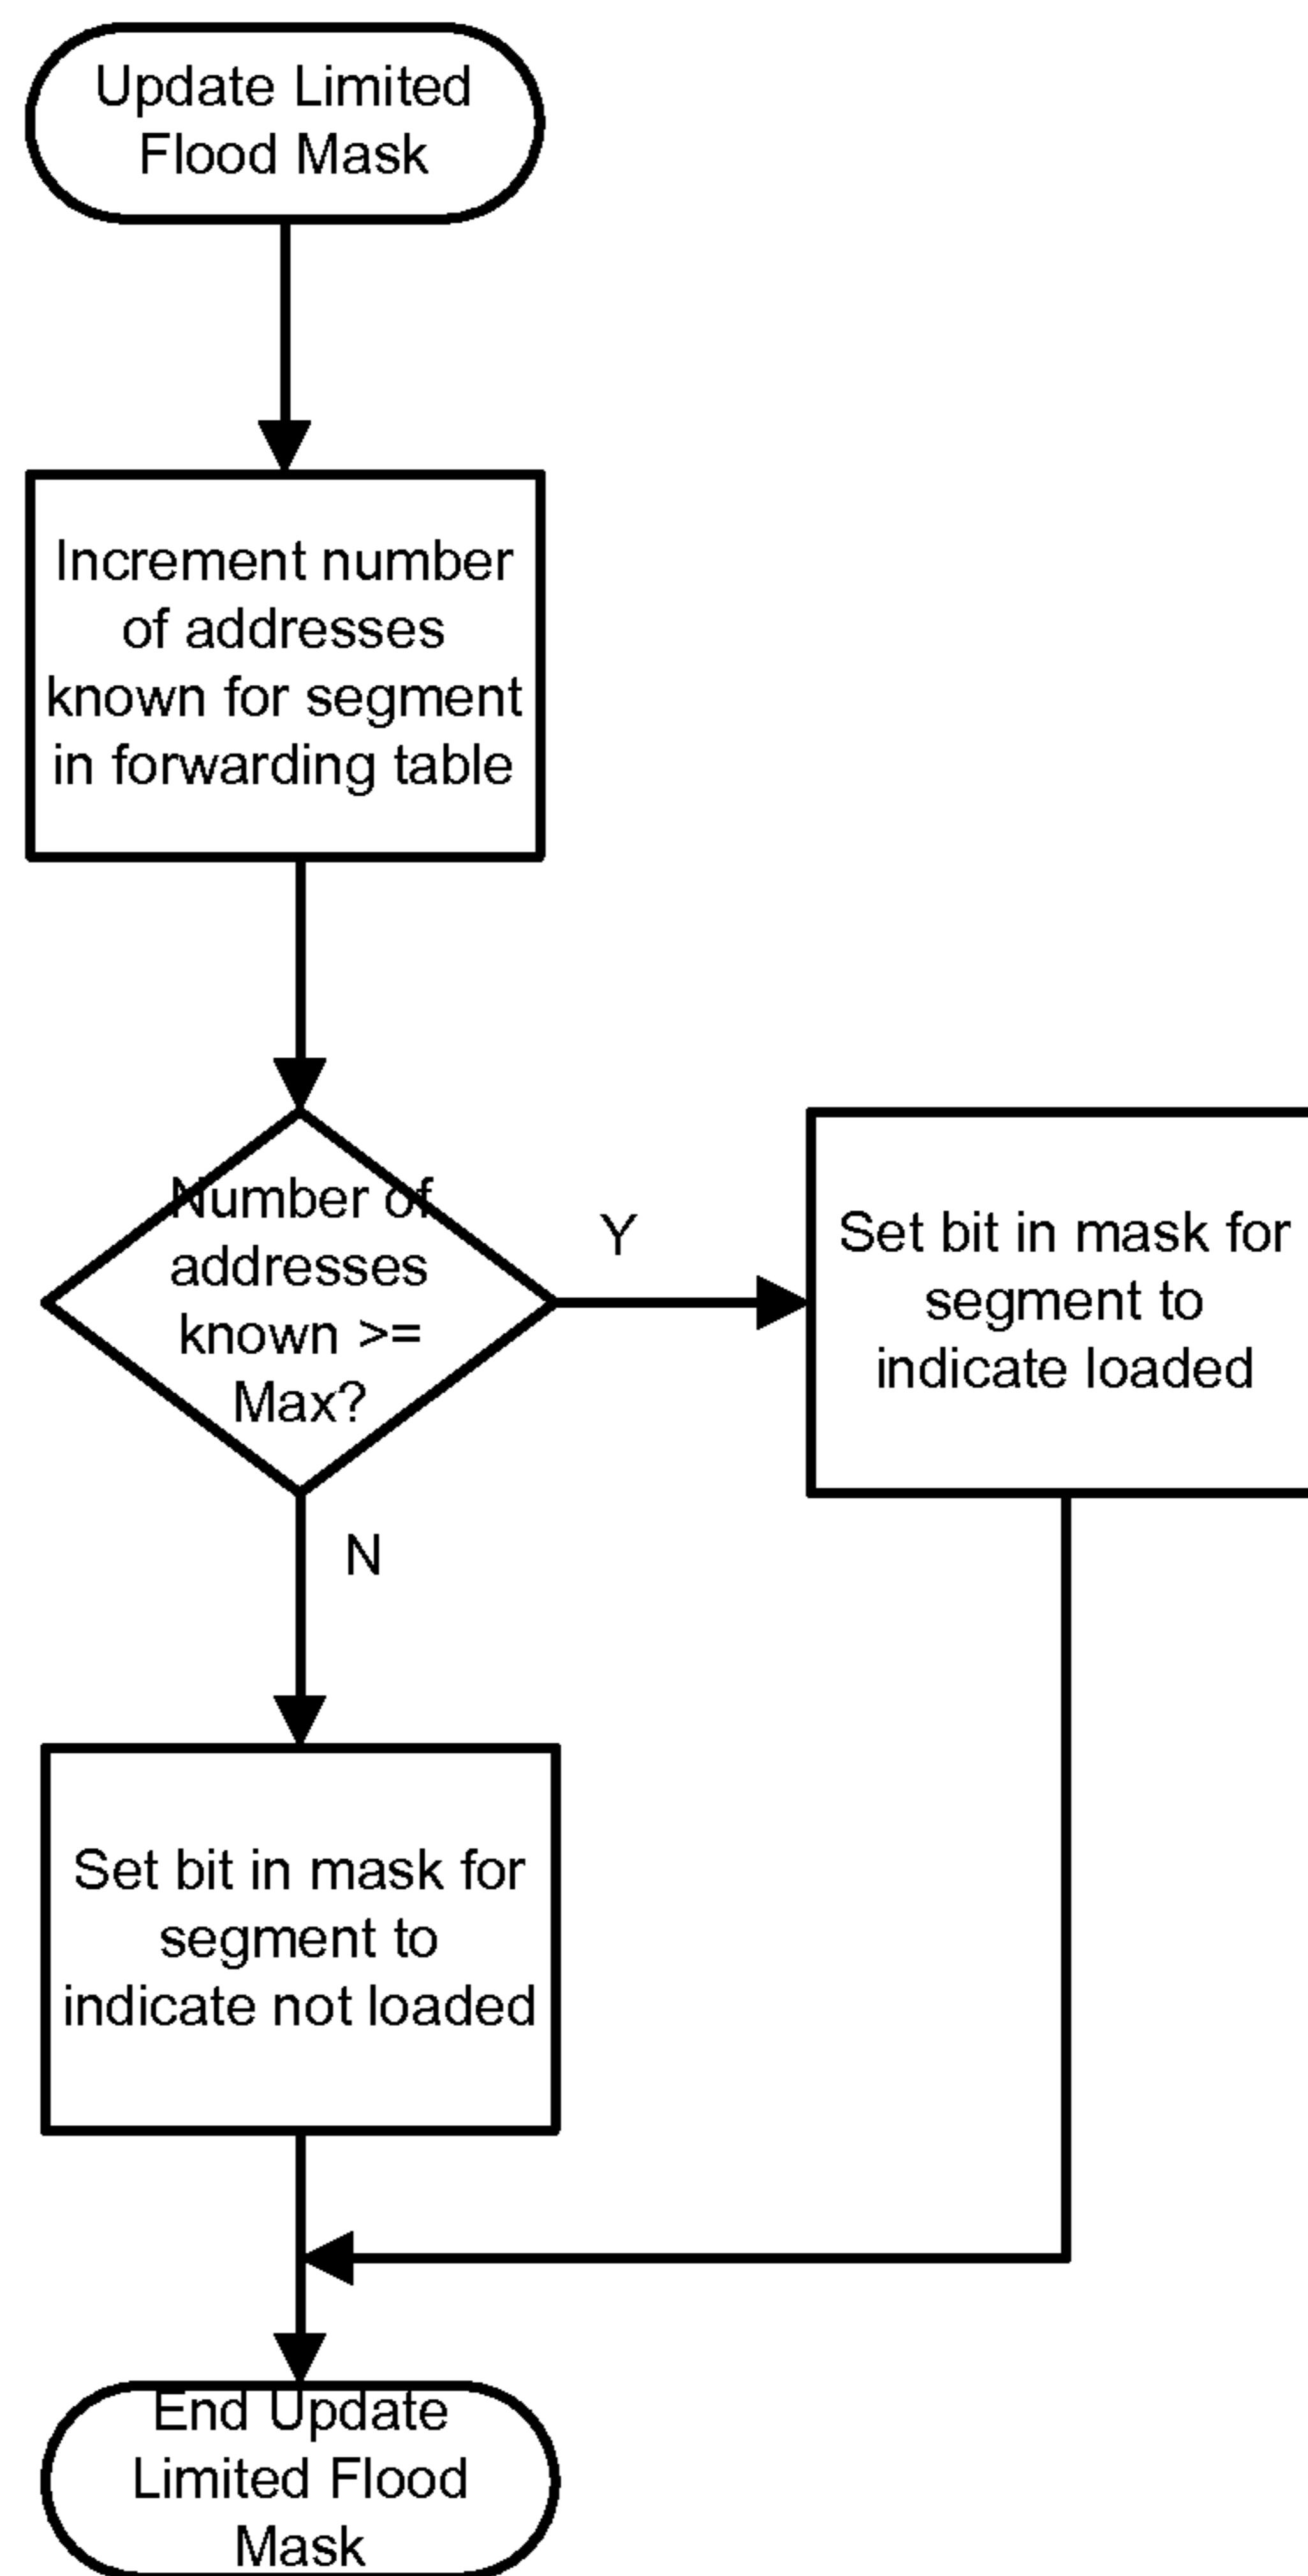 Update Limited
Flood Mask
Increment number
of addresses
known for segment
in forwarding table
Number of
addresses
known >=
Max?
Y
Set bit in mask for
segment to
indicate loaded
N
Set bit in mask for
segment to
indicate not loaded
End Update
Limited Flood
Mask